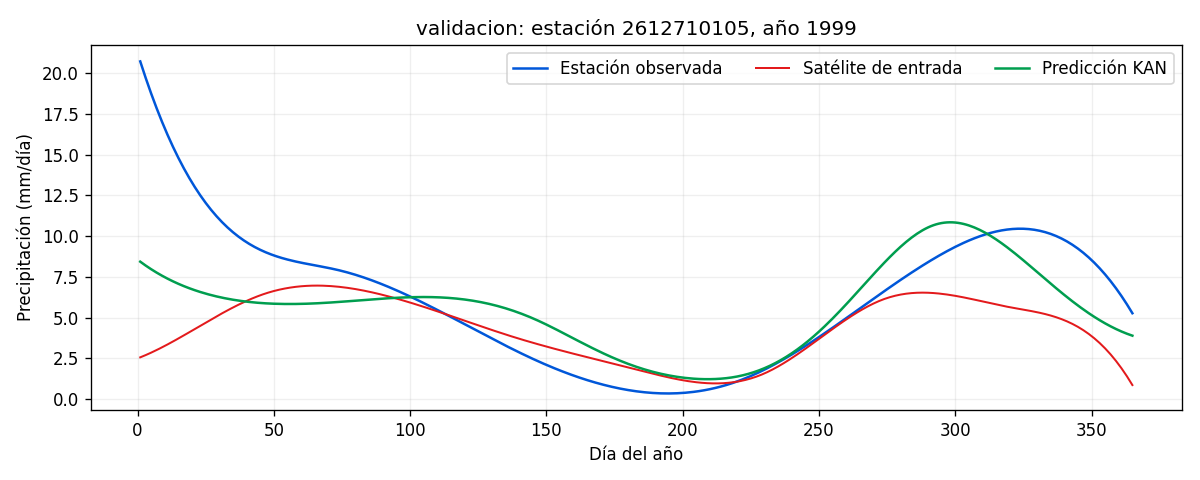 validacion: estación 2612710105, año 1999
Estación observada
Satélite de entrada
Predicción KAN
Precipitación (mm/día)
20.0
17.5
15.0
12.5
10.0
7.5
5.0
2.5
0.0
0 50 100 150 200 250 300 350
Día del año